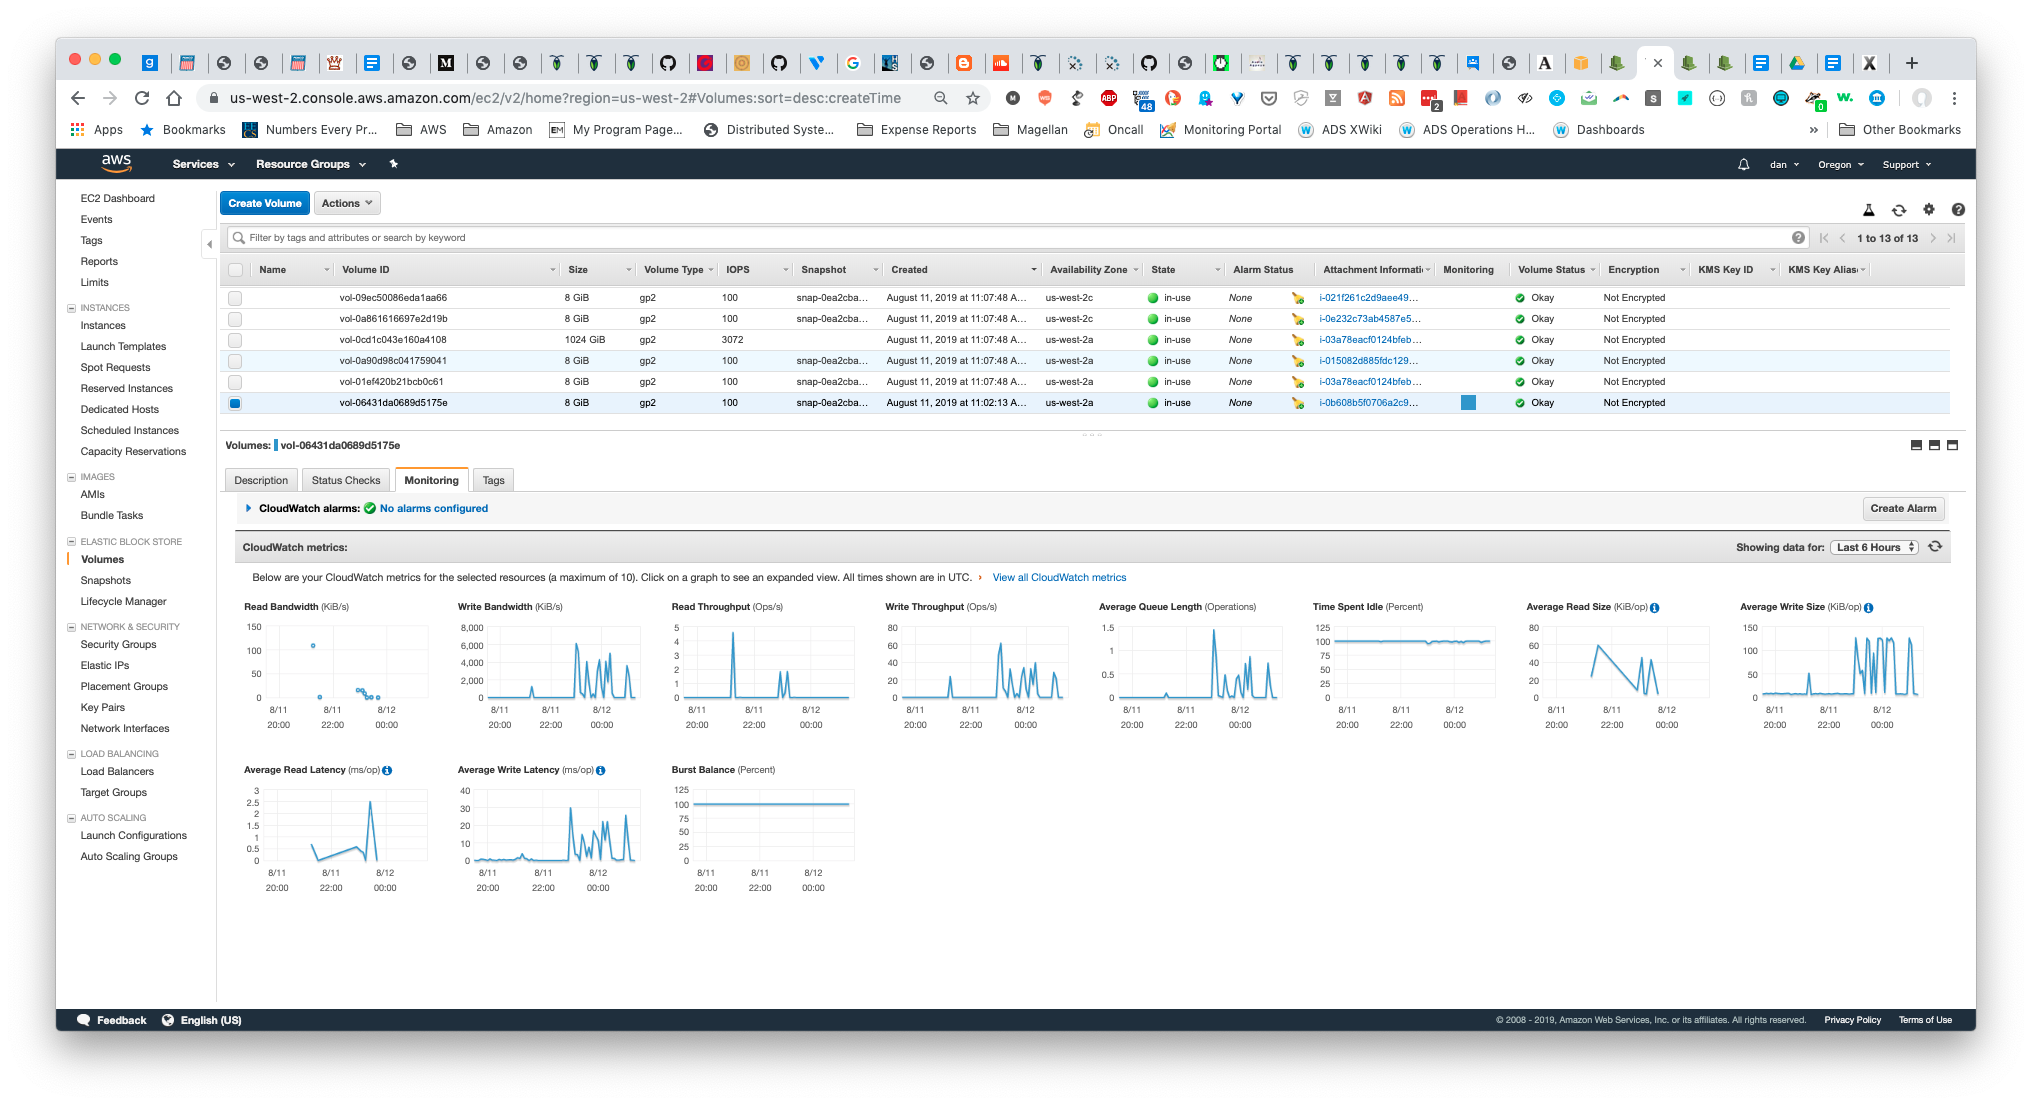 us-west-2.console.aws.amazon.com/ec2/v2/home?region=us-west-2#Volumes:sort=desc:createTime
Apps Bookmarks Numbers Every Pr... AWS Amazon My Program Page... Distributed Syste... Expense Reports Magellan Oncall Monitoring Portal ADS XWiki ADS Operations H... Dashboards » Other Bookmarks
aws Services Resource Groups dan Oregon Support
EC2 Dashboard
Events
Tags
Reports
Limits
INSTANCES
Instances
Launch Templates
Spot Requests
Reserved Instances
Dedicated Hosts
Scheduled Instances
Capacity Reservations
IMAGES
AMIs
Bundle Tasks
ELASTIC BLOCK STORE
Volumes
Snapshots
Lifecycle Manager
NETWORK & SECURITY
Security Groups
Elastic IPs
Placement Groups
Key Pairs
Network Interfaces
LOAD BALANCING
Load Balancers
Target Groups
AUTO SCALING
Launch Configurations
Auto Scaling Groups
Create Volume Actions
Filter by tags and attributes or search by keyword 1 to 13 of 13
Name Volume ID Size Volume Type IOPS Snapshot Created Availability Zone State Alarm Status Attachment Informati Monitoring Volume Status Encryption KMS Key ID KMS Key Alias
vol-09ec50086eda1aa66 8 GiB gp2 100 snap-0ea2cba... August 11, 2019 at 11:07:48 A... us-west-2c in-use None i-021f261c2d9aee49... Okay Not Encrypted
vol-0a861616697e2d19b 8 GiB gp2 100 snap-0ea2cba... August 11, 2019 at 11:07:48 A... us-west-2c in-use None i-0e232c73ab4587e5... Okay Not Encrypted
vol-0cd1c043e160a4108 1024 GiB gp2 3072 August 11, 2019 at 11:07:48 A... us-west-2a in-use None i-03a78eacf0124bfeb... Okay Not Encrypted
vol-0a90d98c041759041 8 GiB gp2 100 snap-0ea2cba... August 11, 2019 at 11:07:48 A... us-west-2a in-use None i-015082d885fdc129... Okay Not Encrypted
vol-01ef420b21bcb0c61 8 GiB gp2 100 snap-0ea2cba... August 11, 2019 at 11:07:48 A... us-west-2a in-use None i-03a78eacf0124bfeb... Okay Not Encrypted
vol-06431da0689d5175e 8 GiB gp2 100 snap-0ea2cba... August 11, 2019 at 11:02:13 A... us-west-2a in-use None i-0b608b5f0706a2c9... Okay Not Encrypted
Volumes: vol-06431da0689d5175e
Description Status Checks Monitoring Tags
CloudWatch alarms: No alarms configured Create Alarm
CloudWatch metrics: Showing data for: Last 6 Hours
Below are your CloudWatch metrics for the selected resources (a maximum of 10). Click on a graph to see an expanded view. All times shown are in UTC. › View all CloudWatch metrics
Read Bandwidth (KiB/s)
150
100
50
0
8/11 8/11 8/12
20:00 22:00 00:00
Write Bandwidth (KiB/s)
8,000
6,000
4,000
2,000
0
8/11 8/11 8/12
20:00 22:00 00:00
Read Throughput (Ops/s)
5
4
3
2
1
0
8/11 8/11 8/12
20:00 22:00 00:00
Write Throughput (Ops/s)
80
60
40
20
0
8/11 8/11 8/12
20:00 22:00 00:00
Average Queue Length (Operations)
1.5
1
0.5
0
8/11 8/11 8/12
20:00 22:00 00:00
Time Spent Idle (Percent)
125
100
75
50
25
0
8/11 8/11 8/12
20:00 22:00 00:00
Average Read Size (KiB/op)
80
60
40
20
0
8/11 8/11 8/12
20:00 22:00 00:00
Average Write Size (KiB/op)
150
100
50
0
8/11 8/11 8/12
20:00 22:00 00:00
Average Read Latency (ms/op)
3
2.5
2
1.5
1
0.5
0
8/11 8/11 8/12
20:00 22:00 00:00
Average Write Latency (ms/op)
40
30
20
10
0
8/11 8/11 8/12
20:00 22:00 00:00
Burst Balance (Percent)
125
100
75
50
25
0
8/11 8/11 8/12
20:00 22:00 00:00
Feedback English (US) © 2008 - 2019, Amazon Web Services, Inc. or its affiliates. All rights reserved. Privacy Policy Terms of Use